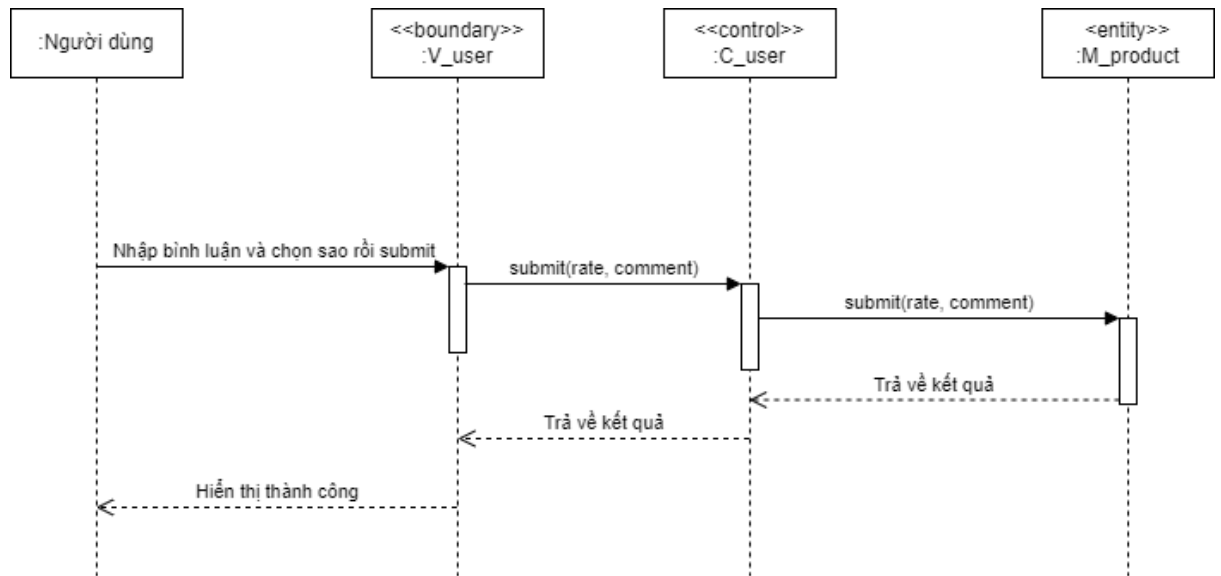 :Người dùng
<<boundary>>
:V_user
<<control>>
:C_user
<entity>>
:M_product
Nhập bình luận và chọn sao rồi submit
submit(rate, comment)
submit(rate, comment)
Trả về kết quả
Trả về kết quả
Hiển thị thành công